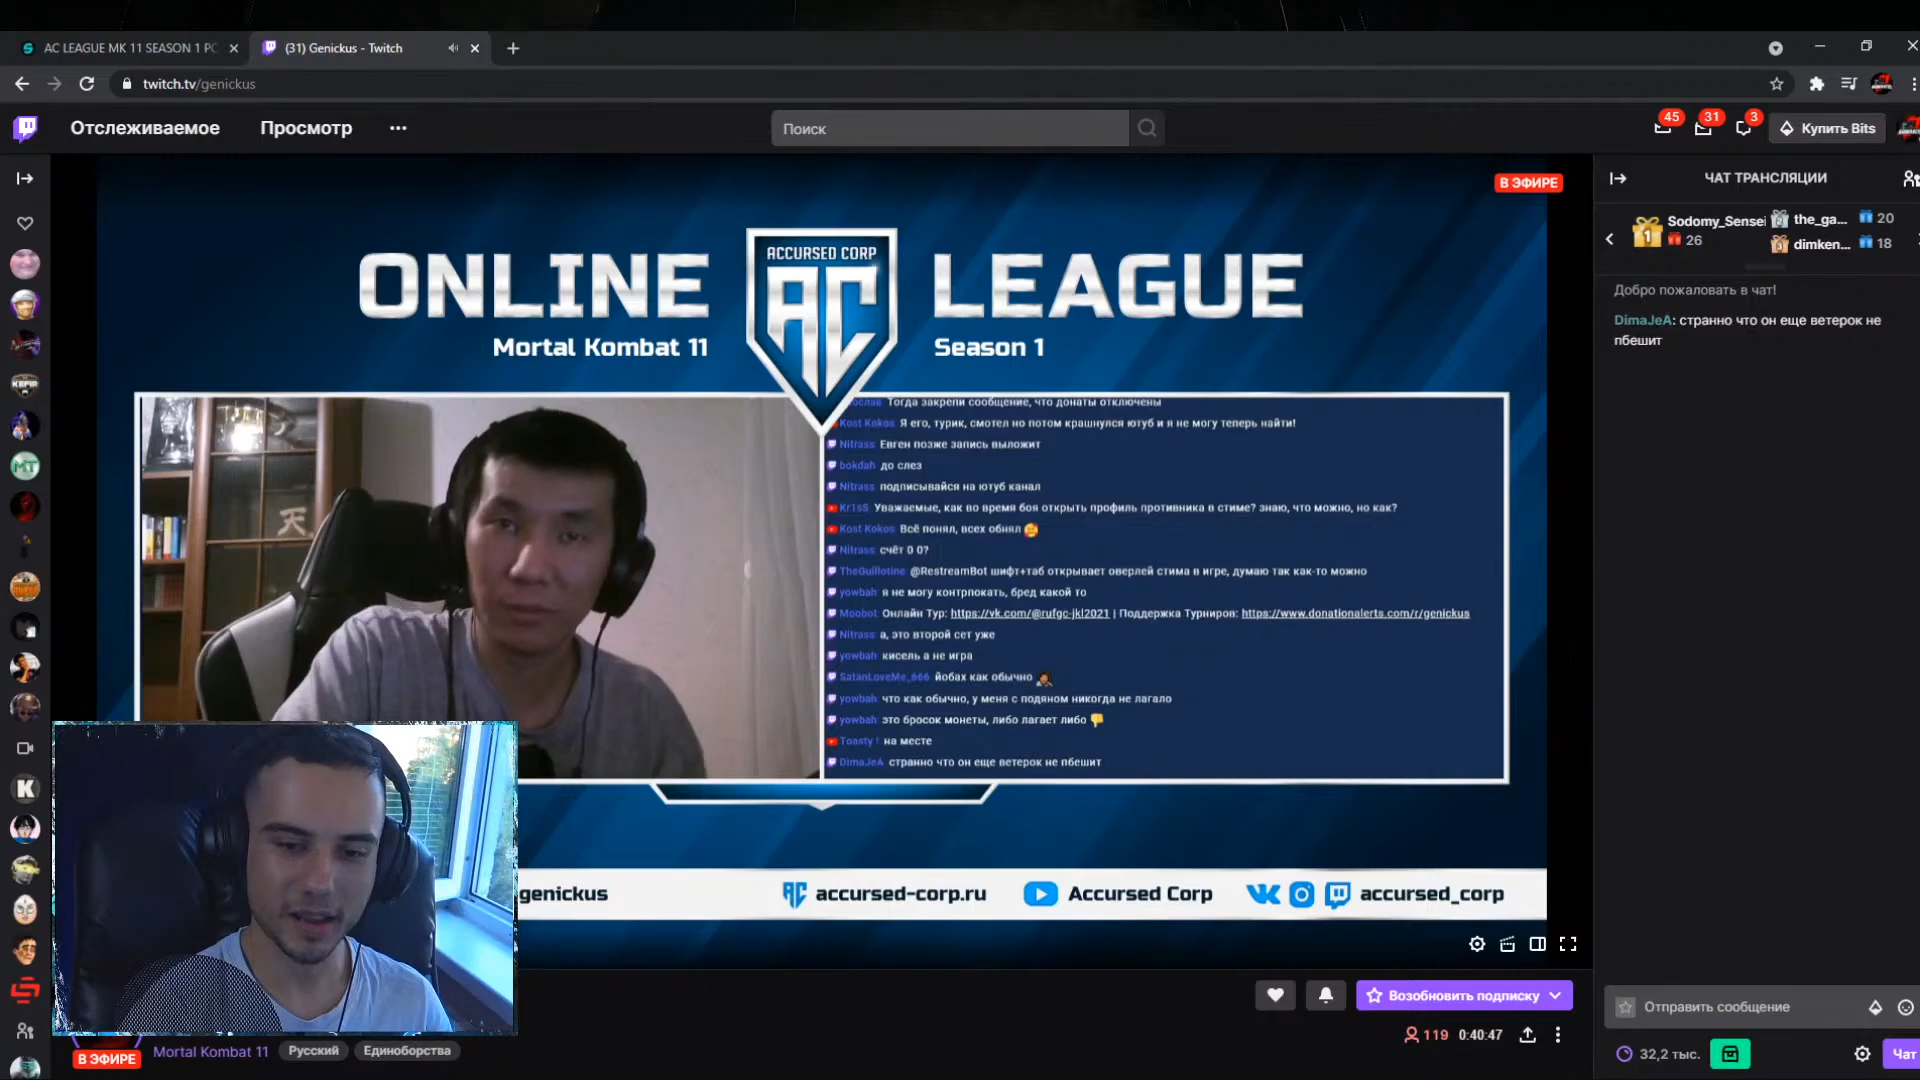 AC LEAGUE MK 11 SEASON 1 PC
(31) Genickus - Twitch
twitch.tv/genickus
Отслеживаемое
Просмотр
Поиск
45
31
3
Купить Bits
В ЭФИРЕ
ONLINE
ACCURSED CORP
AC
LEAGUE
Mortal Kombat 11
Season 1
Тогда закрепи сообщение, что донаты отключены
Kost Kokos Я его, турик, смотел но потом крашнулся ютуб и я не могу теперь найти!
Nitrass Евген позже запись выложит
bokdah до слез
Nitrass подписывайся на ютуб канал
Kr1sS Уважаемые, как во время боя открыть профиль противника в стиме? знаю, что можно, но как?
Kost Kokos Всё понял, всех обнял
Nitrass счёт 0 0?
TheGuillotine @RestreamBot шифт+таб открывает оверлей стима в игре, думаю так как-то можно
yowbah я не могу контрпокать, бред какой то
Moobot Онлайн Тур: https://vk.com/@rufgc-jkl2021 | Поддержка Турниров: https://www.donationalerts.com/r/genickus
Nitrass а, это второй сет уже
yowbah кисель а не игра
SatanLoveMe_666 йобах как обычно
yowbah что как обычно, у меня с подяном никогда не лагало
yowbah это бросок монеты, либо лагает либо
Toasty ! на месте
DimaJeA странно что он еще ветерок не пбешит
genickus
accursed-corp.ru
Accursed Corp
accursed_corp
Возобновить подписку
119
0:40:47
В ЭФИРЕ
Mortal Kombat 11
Русский
Единоборства
ЧАТ ТРАНСЛЯЦИИ
1
Sodomy_Sensei
26
the_ga...
20
dimken...
18
Добро пожаловать в чат!
DimaJeA: странно что он еще ветерок не
пбешит
Отправить сообщение
32,2 тыс.
Чат
KEFIR
MT
K